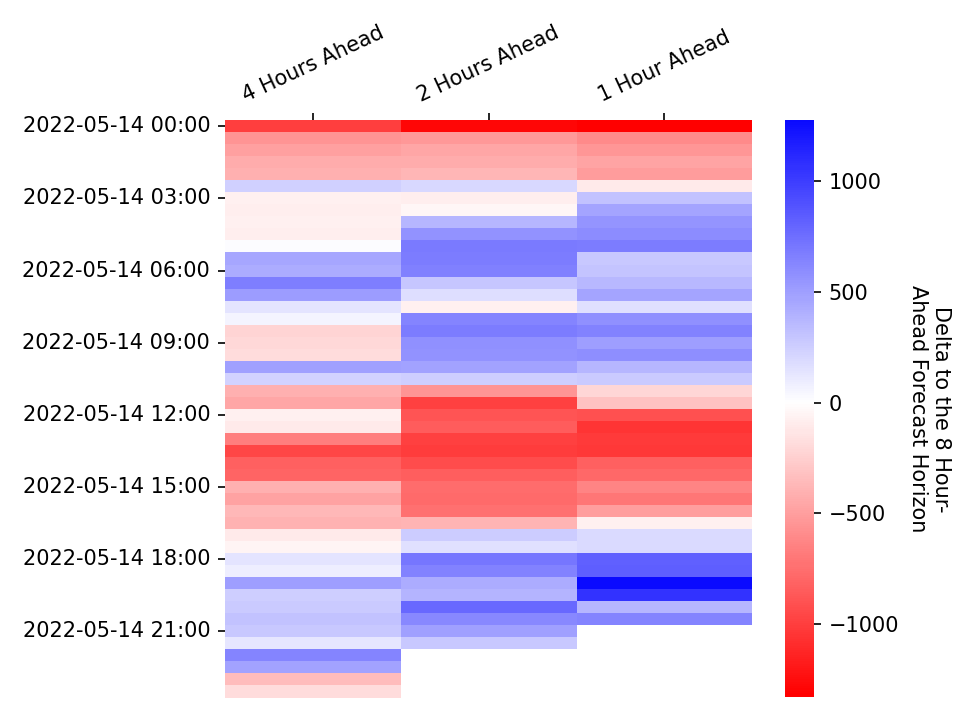 4 Hours Ahead
2 Hours Ahead
1 Hour Ahead
2022-05-14 00:00
2022-05-14 03:00
2022-05-14 06:00
2022-05-14 09:00
2022-05-14 12:00
2022-05-14 15:00
2022-05-14 18:00
2022-05-14 21:00
1000
500
0
−500
−1000
Delta to the 8 Hour-
Ahead Forecast Horizon